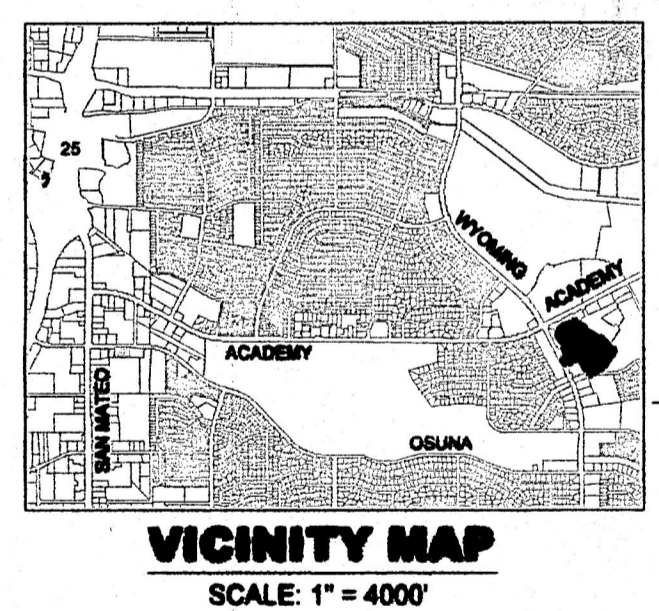 25
WYOMING
ACADEMY
ACADEMY
SAN MATEO
OSUNA
VICINITY MAP
SCALE: 1" = 4000'